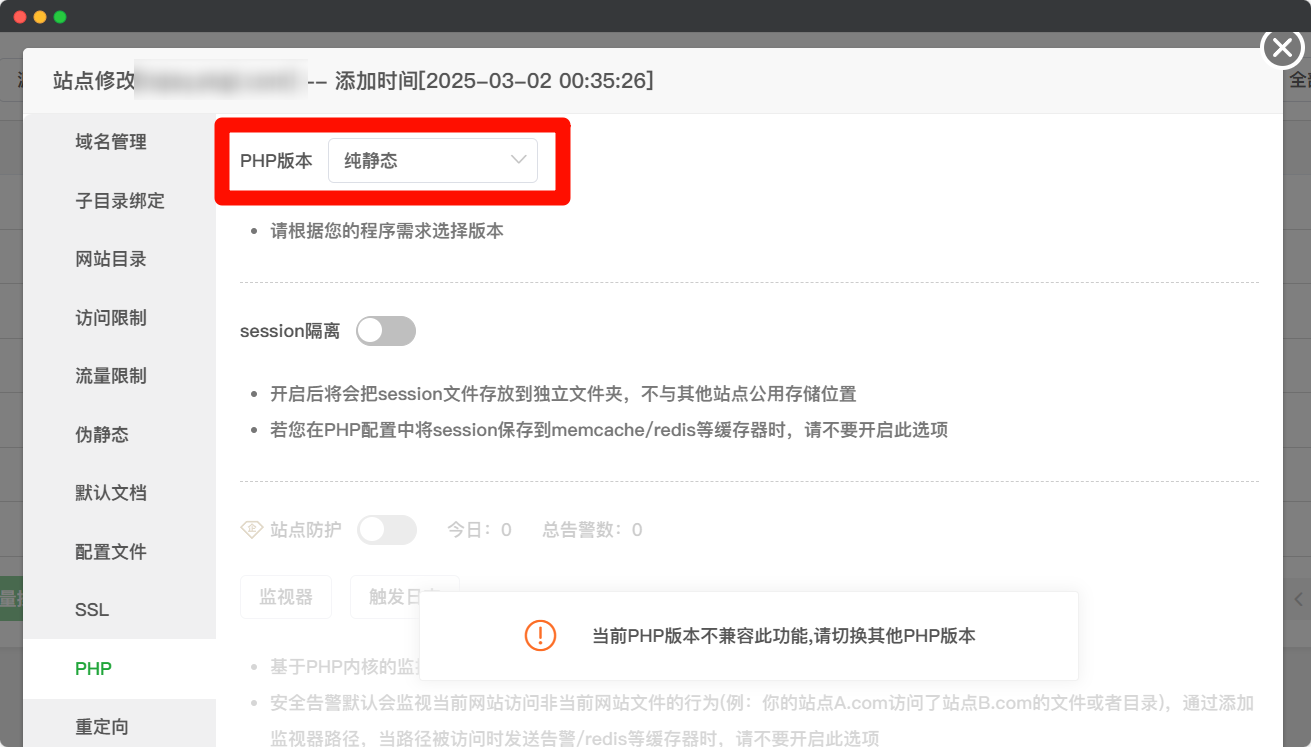 站点修改 -- 添加时间[2025-03-02 00:35:26]
全部
域名管理
子目录绑定
网站目录
访问限制
流量限制
伪静态
默认文档
配置文件
SSL
PHP
重定向
PHP版本 纯静态
请根据您的程序需求选择版本
session隔离
开启后将会把session文件存放到独立文件夹，不与其他站点公用存储位置
若您在PHP配置中将session保存到memcache/redis等缓存器时，请不要开启此选项
企 站点防护 今日：0 总告警数：0
监视器 触发日
当前PHP版本不兼容此功能,请切换其他PHP版本
基于PHP内核的监
安全告警默认会监视当前网站访问非当前网站文件的行为(例：你的站点A.com访问了站点B.com的文件或者目录)，通过添加
监视器路径，当路径被访问时发送告警/redis等缓存器时，请不要开启此选项